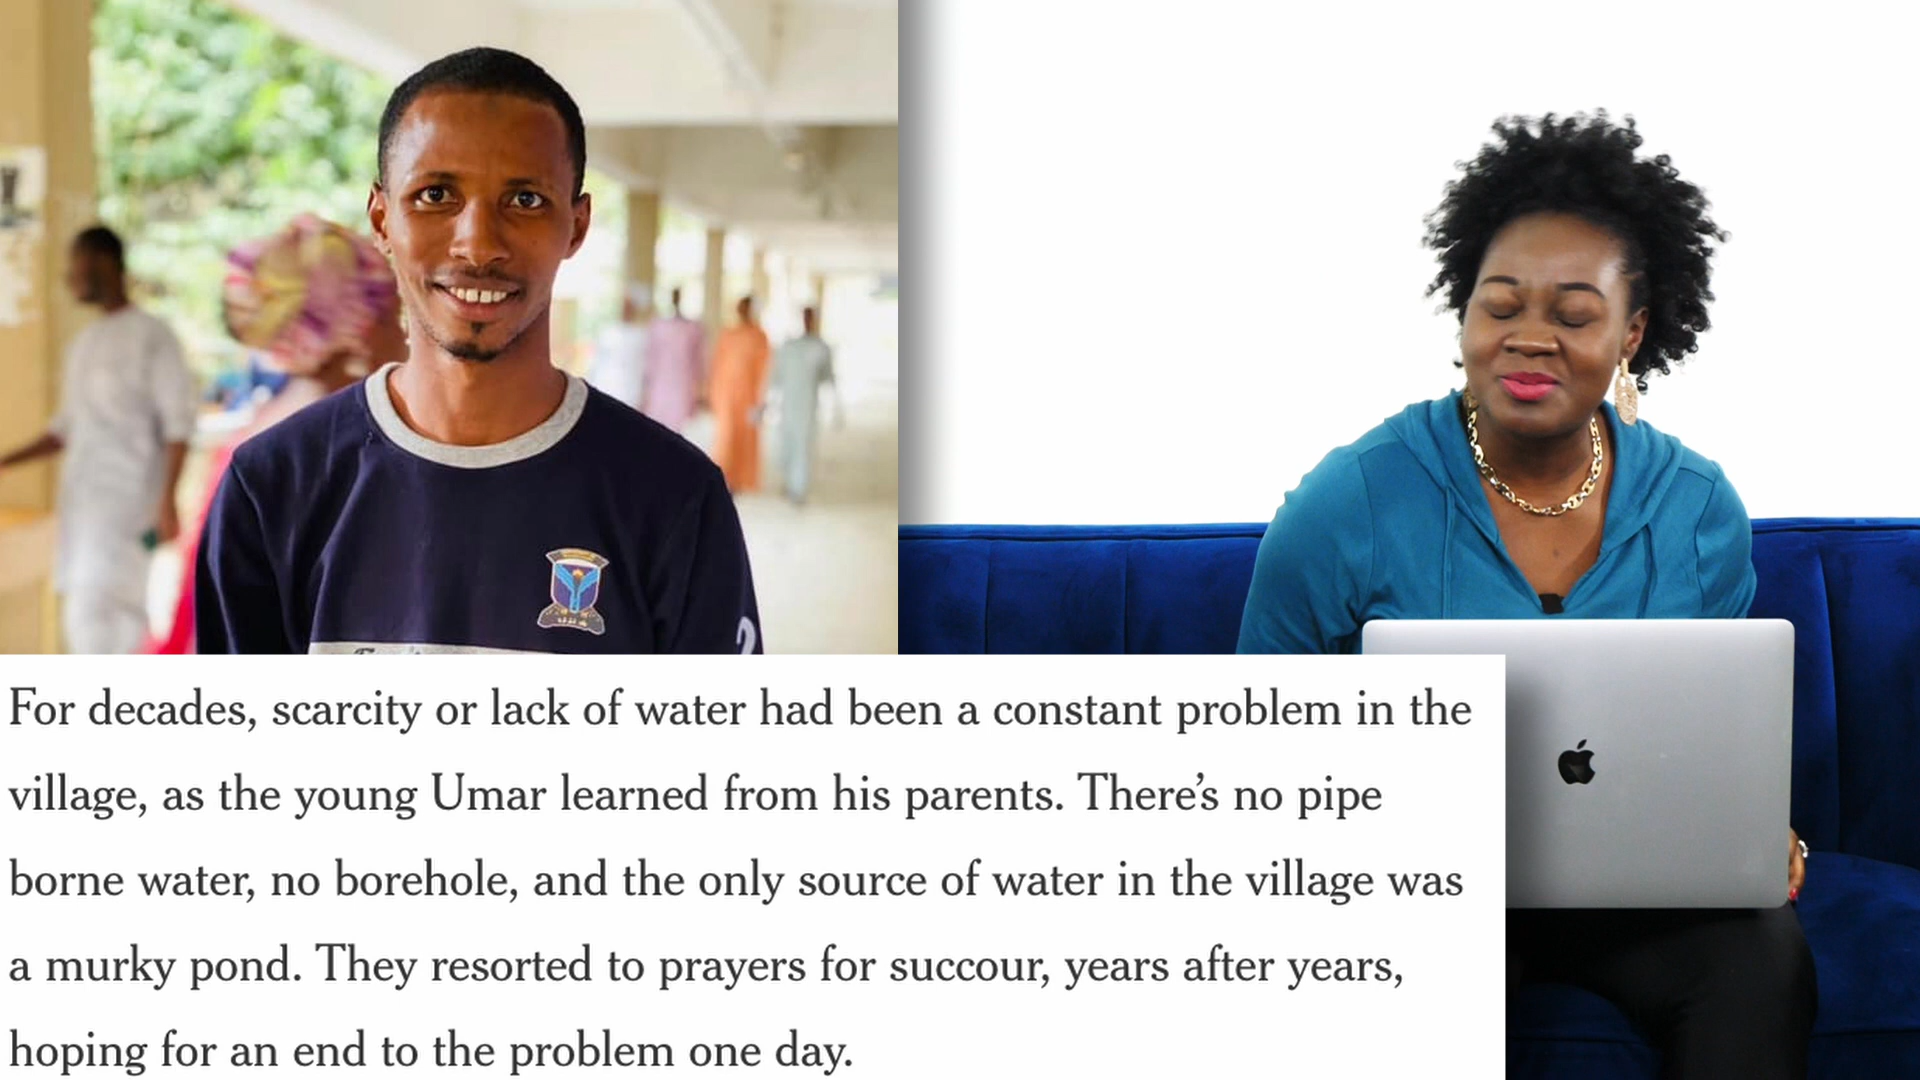 For decades, scarcity or lack of water had been a constant problem in the
village, as the young Umar learned from his parents. There’s no pipe
borne water, no borehole, and the only source of water in the village was
a murky pond. They resorted to prayers for succour, years after years,
hoping for an end to the problem one day.